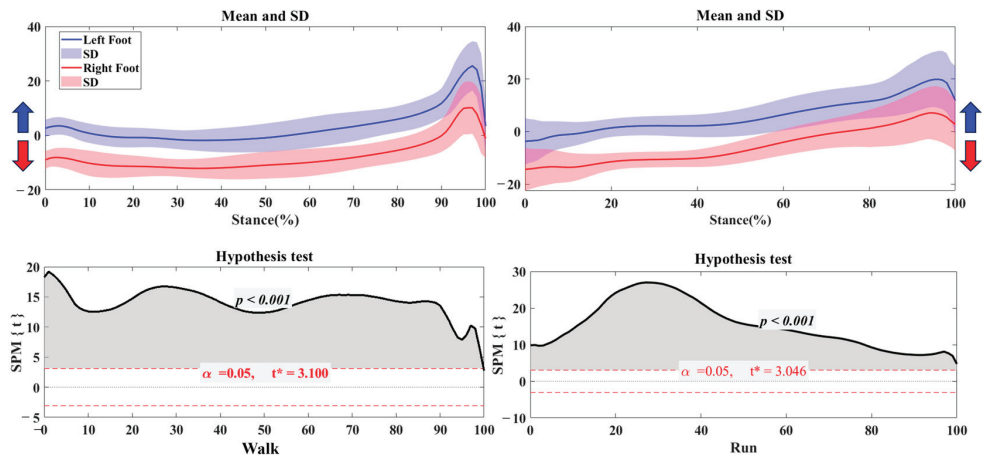 Mean and SD
40
20
0
−20
Left Foot
SD
Right Foot
SD
0 10 20 30 40 50 60 70 80 90 100
Stance(%)
Mean and SD
40
20
0
−20
0 20 40 60 80 100
Stance(%)
Hypothesis test
SPM { t }
20
15
10
5
0
−5
p < 0.001
α =0.05, t* = 3.100
−0 10 20 30 40 50 60 70 80 90 100
Walk
Hypothesis test
SPM { t }
30
20
10
0
−10
p < 0.001
α =0.05, t* = 3.046
0 20 40 60 80 100
Run